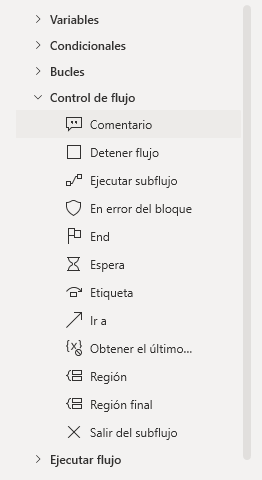 Variables
Condicionales
Bucles
Control de flujo
Comentario
Detener flujo
Ejecutar subflujo
En error del bloque
End
Espera
Etiqueta
Ir a
{x} Obtener el último...
Región
Región final
Salir del subflujo
Ejecutar flujo